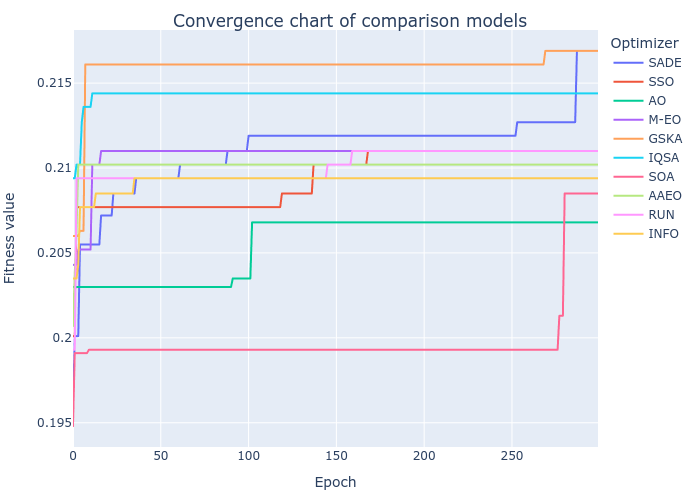 Convergence chart of comparison models
Fitness value
0.215
0.21
0.205
0.2
0.195
0
50
100
150
200
250
Epoch
Optimizer
SADE
SSO
AO
M-EO
GSKA
IQSA
SOA
AAEO
RUN
INFO